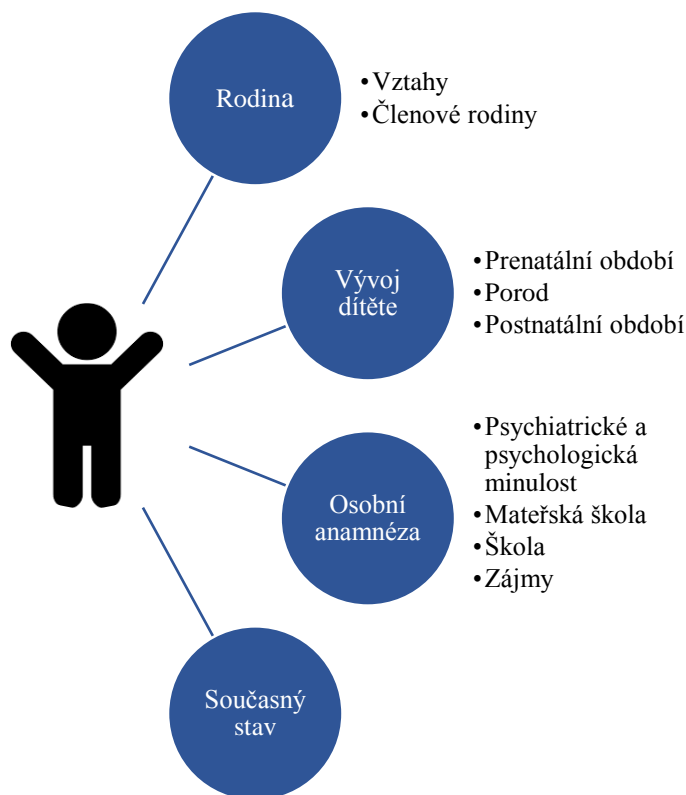 Rodina
•Vztahy
•Členové rodiny
Vývoj
dítěte
•Prenatální období
•Porod
•Postnatální období
Osobní
anamnéza
•Psychiatrické a
psychologická
minulost
•Mateřská škola
•Škola
•Zájmy
Současný
stav